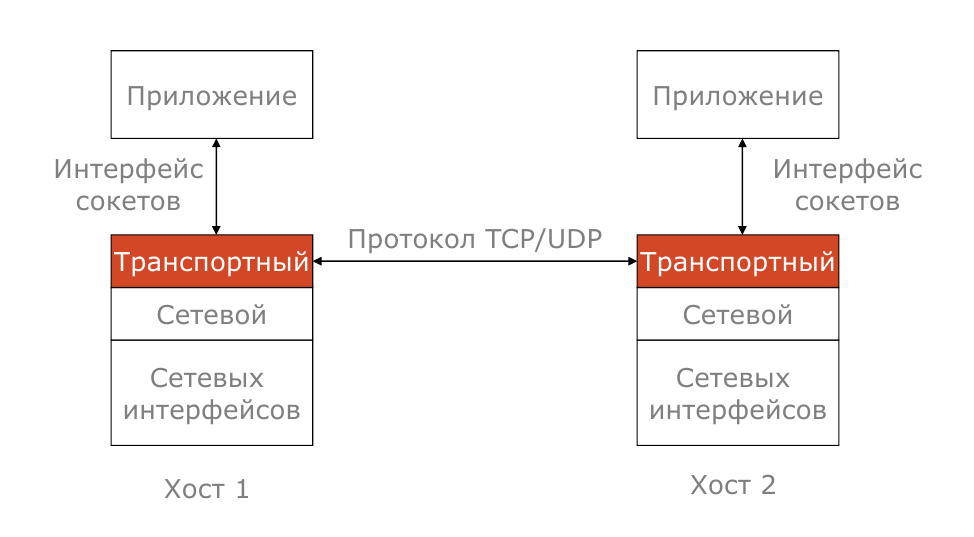 Приложение
Приложение
Интерфейс
сокетов
Интерфейс
сокетов
Протокол TCP/UDP
Транспортный
Транспортный
Сетевой
Сетевой
Сетевых
интерфейсов
Сетевых
интерфейсов
Хост 1
Хост 2